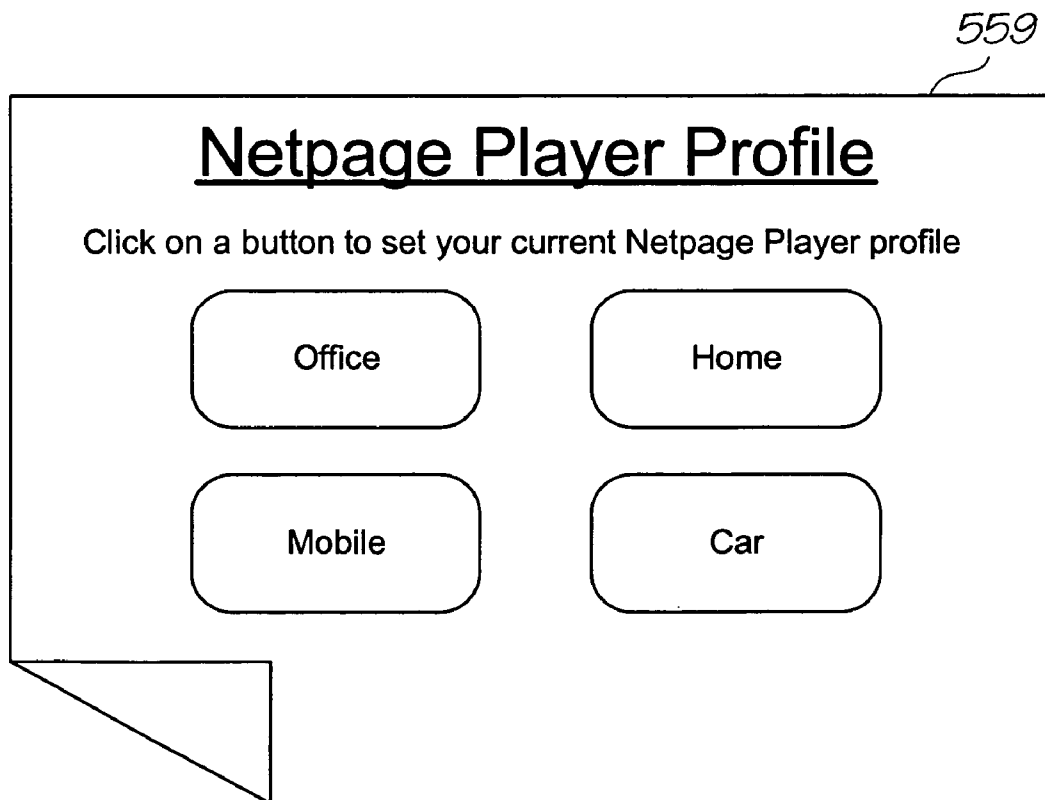 559
Netpage Player Profile
Click on a button to set your current Netpage Player profile
Office Home
Mobile Car